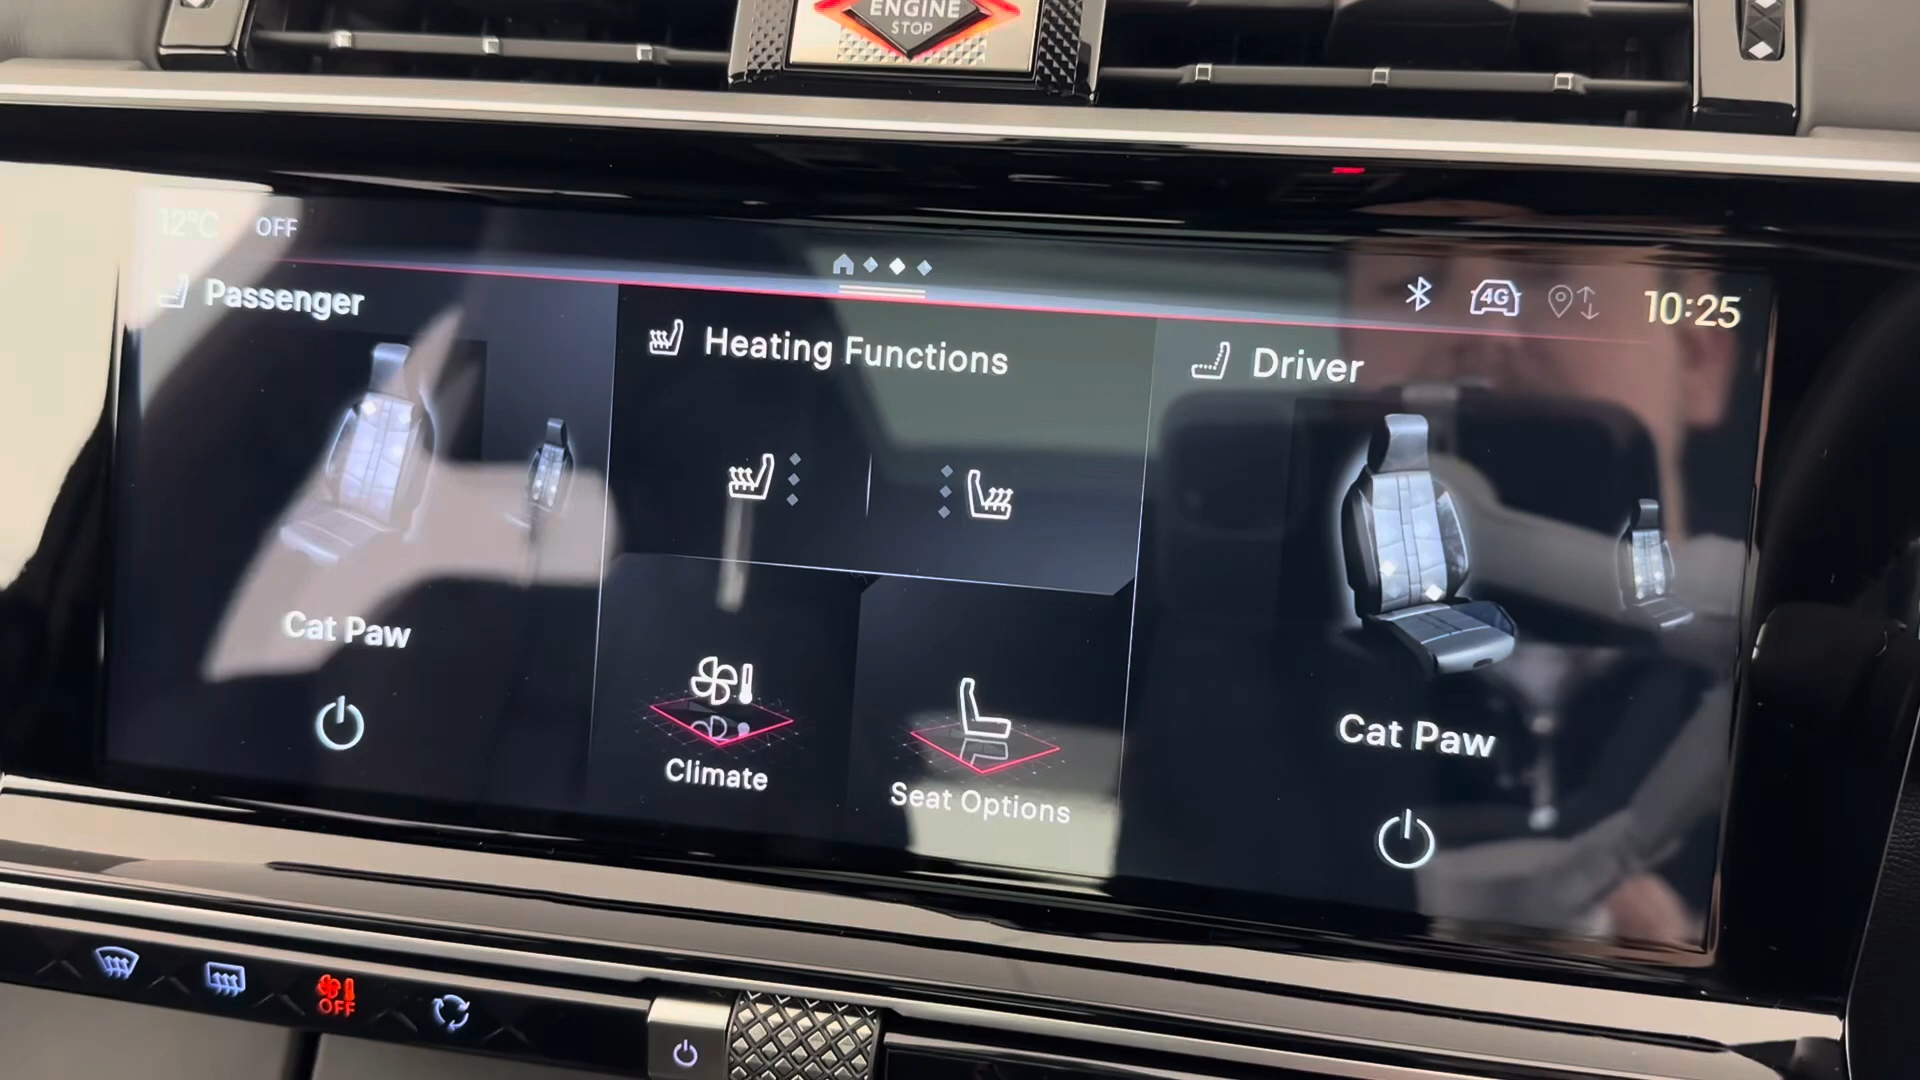 ENGINE
STOP
12°C OFF
4G
10:25
Passenger
Heating Functions
Driver
Cat Paw
Climate
Seat Options
Cat Paw
OFF